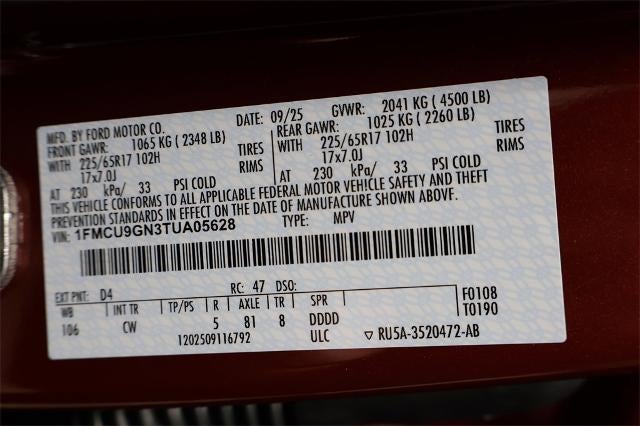 MFD. BY FORD MOTOR CO. DATE: 09/25 GVWR: 2041 KG ( 4500 LB)
FRONT GAWR: 1065 KG ( 2348 LB) REAR GAWR: 1025 KG ( 2260 LB)
WITH 225/65R17 102H TIRES WITH 225/65R17 102H TIRES
17x7.0J RIMS 17x7.0J RIMS
AT 230 kPa/ 33 PSI COLD AT 230 kPa/ 33 PSI COLD
THIS VEHICLE CONFORMS TO ALL APPLICABLE FEDERAL MOTOR VEHICLE SAFETY AND THEFT
PREVENTION STANDARDS IN EFFECT ON THE DATE OF MANUFACTURE SHOWN ABOVE.
VIN: 1FMCU9GN3TUA05628 TYPE: MPV
EXT PNT: D4 RC: 47 DSO:
WB INT TR TP/PS R AXLE TR SPR F0108
106 CW 5 81 8 DDDD T0190
1202509116792 ULC ▽ RU5A-3520472-AB